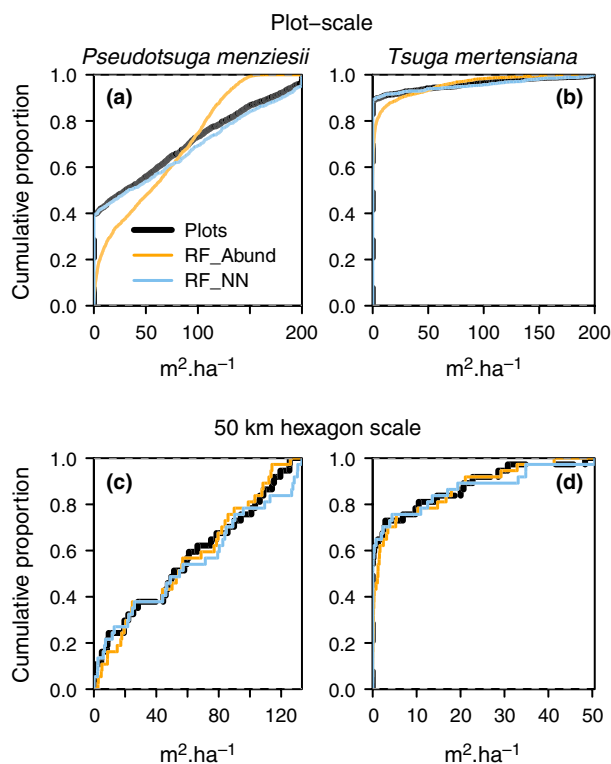 Plot–scale
Pseudotsuga menziesii Tsuga mertensiana
Cumulative proportion
1.0
0.8
0.6
0.4
0.2
0.0
(a)
Plots
RF_Abund
RF_NN
0 50 100 200
m².ha⁻¹
(b)
1.0
0.8
0.6
0.4
0.2
0.0
0 50 100 150 200
m².ha⁻¹
50 km hexagon scale
Cumulative proportion
1.0
0.8
0.6
0.4
0.2
0.0
(c)
0 40 80 120
m².ha⁻¹
(d)
1.0
0.8
0.6
0.4
0.2
0.0
0 10 20 30 40 50
m².ha⁻¹